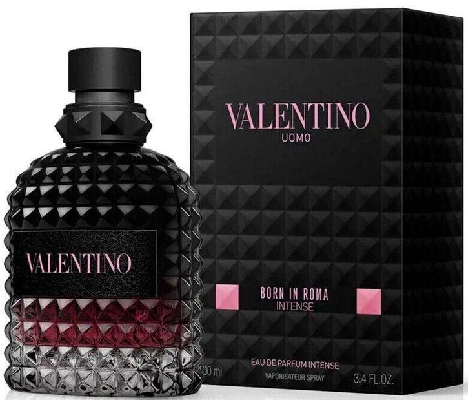 VALENTINO
UOMO
VALENTINO
BORN IN ROMA
INTENSE
EAU DE PARFUM INTENSE
VAPORISATEUR SPRAY
3.4 FL.OZ.